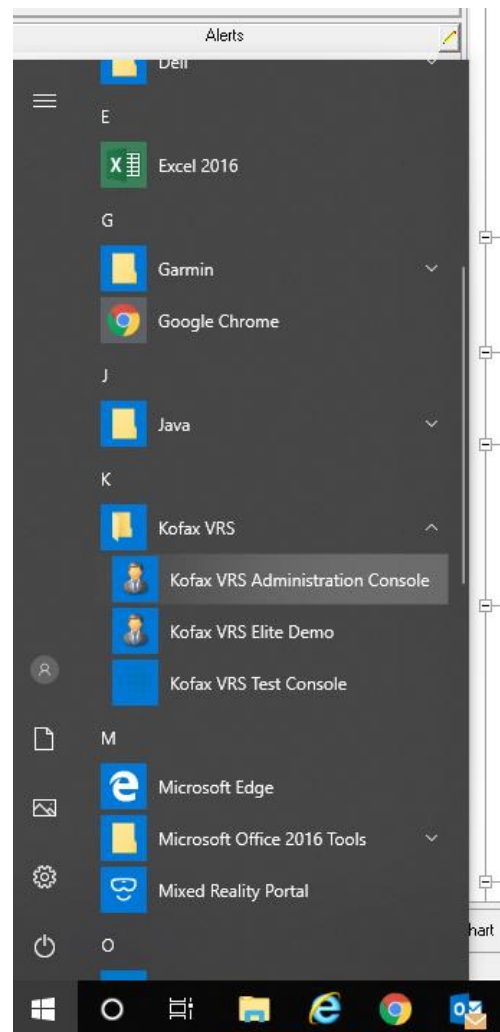 Alerts
Dell
E
Excel 2016
G
Garmin
Google Chrome
J
Java
K
Kofax VRS
Kofax VRS Administration Console
Kofax VRS Elite Demo
Kofax VRS Test Console
M
Microsoft Edge
Microsoft Office 2016 Tools
Mixed Reality Portal
hart
O